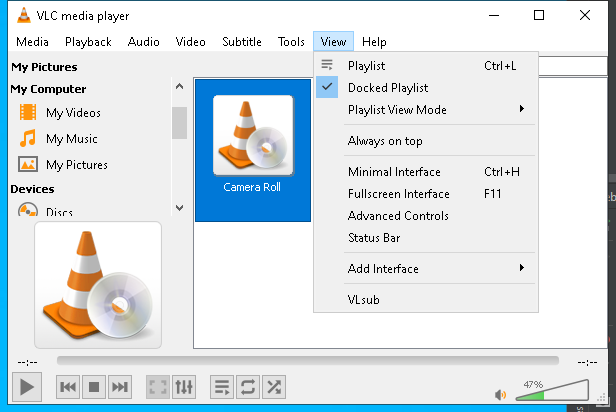 VLC media player
Media Playback Audio Video Subtitle Tools View Help
My Pictures
My Computer
My Videos
My Music
My Pictures
Devices
Discs
Camera Roll
Playlist Ctrl+L
Docked Playlist
Playlist View Mode
Always on top
Minimal Interface Ctrl+H
Fullscreen Interface F11
Advanced Controls
Status Bar
Add Interface
VLsub
--:-- --:--
47%